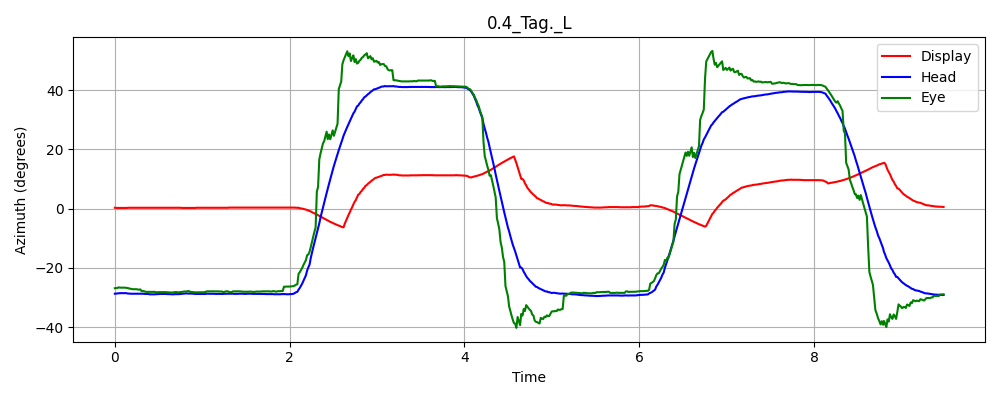 0.4_Tag._L
Display
Head
Eye
Azimuth (degrees)
40
20
0
−20
−40
0 2 4 6 8
Time